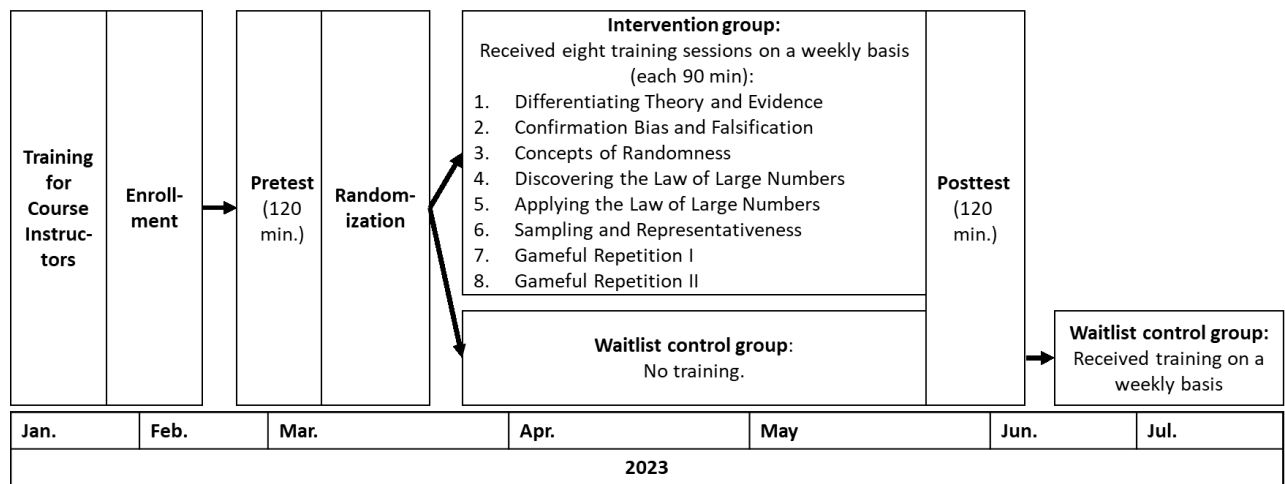 Training
for
Course
Instruc-
tors
Enroll-
ment
Pretest
(120
min.)
Random-
ization
Intervention group:
Received eight training sessions on a weekly basis
(each 90 min):
1. Differentiating Theory and Evidence
2. Confirmation Bias and Falsification
3. Concepts of Randomness
4. Discovering the Law of Large Numbers
5. Applying the Law of Large Numbers
6. Sampling and Representativeness
7. Gameful Repetition I
8. Gameful Repetition II
Waitlist control group:
No training.
Posttest
(120
min.)
Waitlist control group:
Received training on a
weekly basis
Jan. Feb. Mar. Apr. May Jun. Jul.
2023